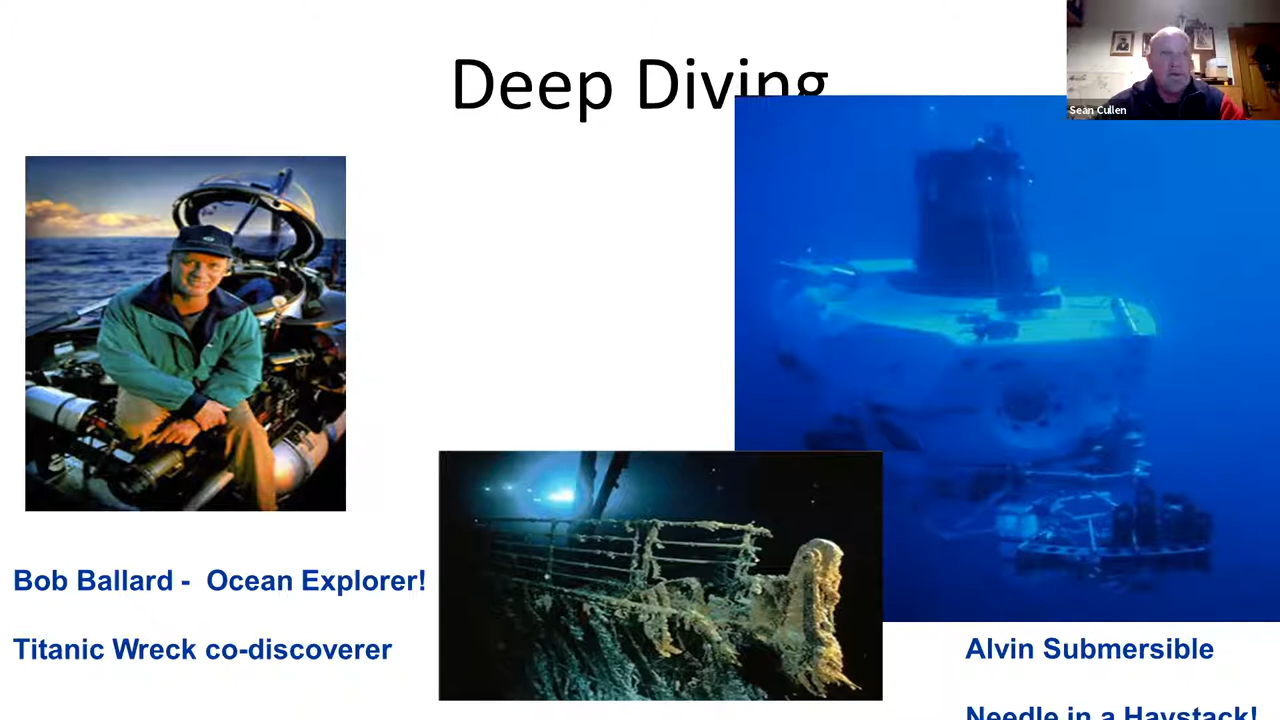 Deep Diving
Sean Cullen
Bob Ballard - Ocean Explorer!
Titanic Wreck co-discoverer
Alvin Submersible
Needle in a Haystack!